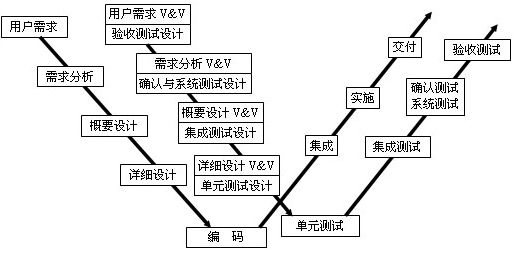 用户需求
需求分析
概要设计
详细设计
编 码
用户需求 V&V
验收测试设计
需求分析 V&V
确认与系统测试设计
概要设计 V&V
集成测试设计
详细设计 V&V
单元测试设计
单元测试
集成
实施
交付
集成测试
确认测试
系统测试
验收测试